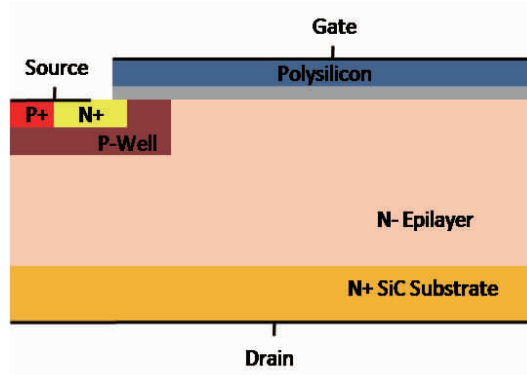 Gate
Source
Polysilicon
P+ N+
P-Well
N- Epilayer
N+ SiC Substrate
Drain